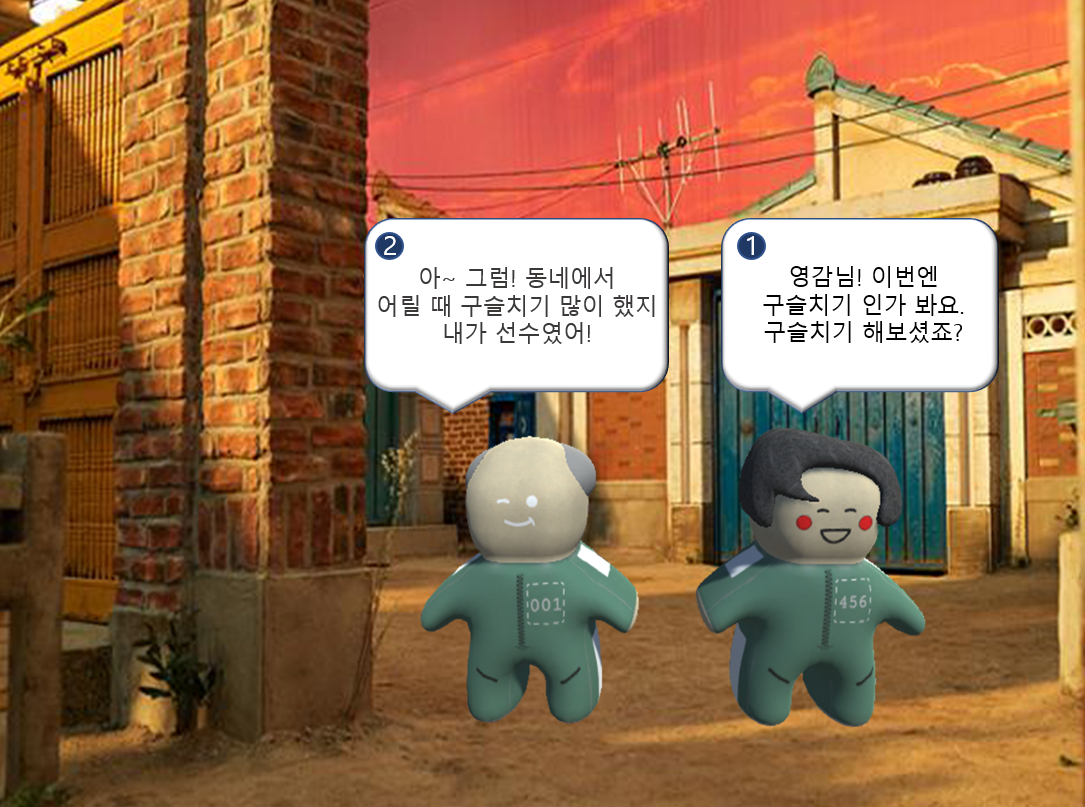 1
영감님! 이번엔
구슬치기 인가 봐요.
구슬치기 해보셨죠?
2
아~ 그럼! 동네에서
어릴 때 구슬치기 많이 했지
내가 선수였어!
001
456